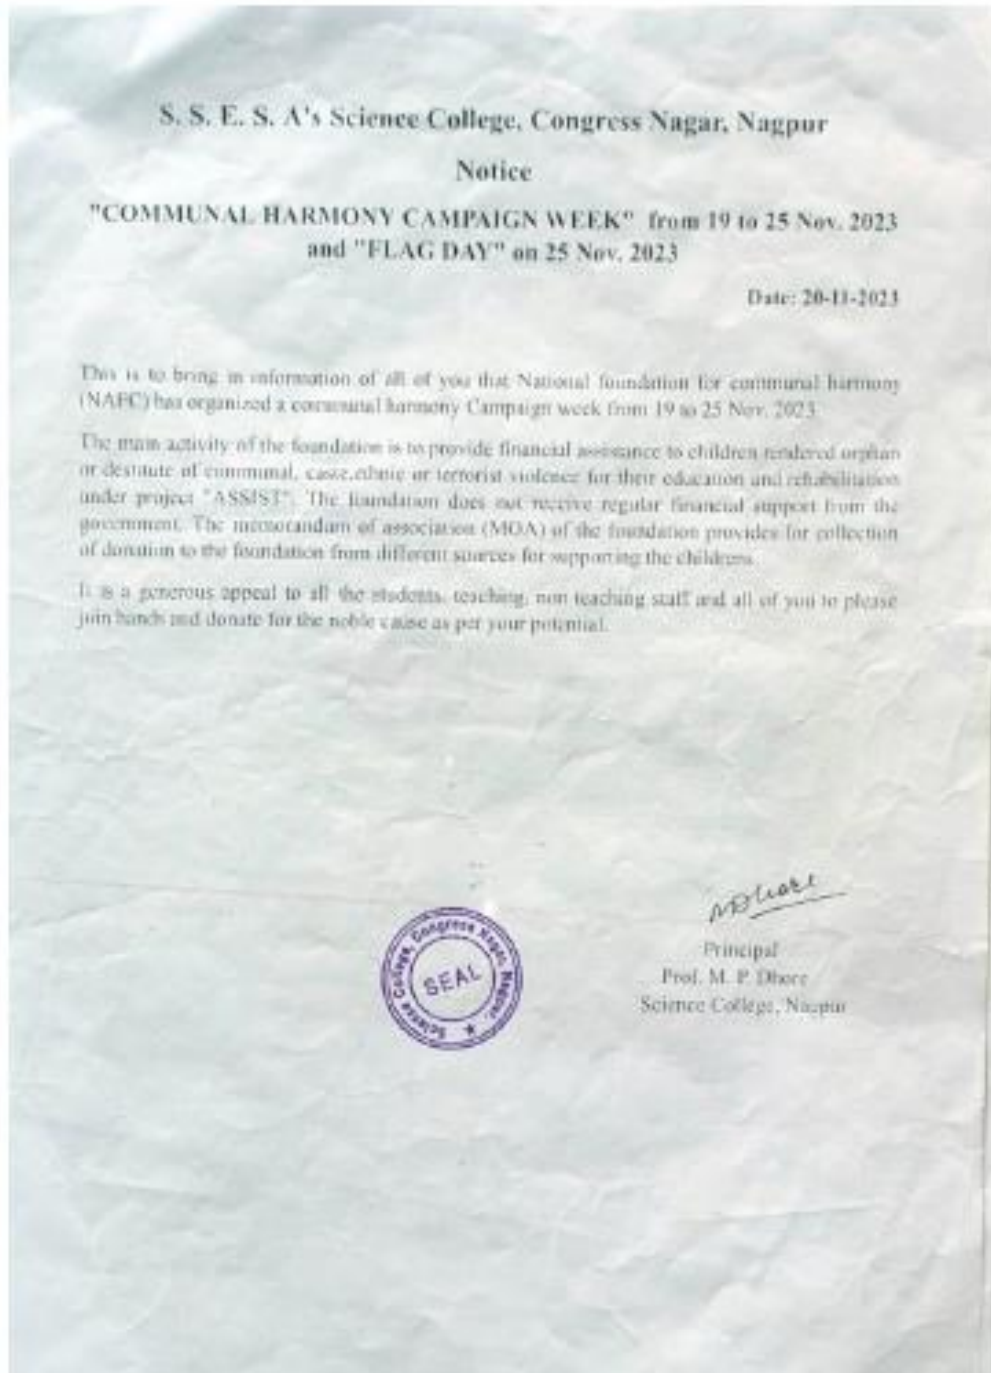 S. S. E. S. A's Science College, Congress Nagar, Nagpur
Notice
"COMMUNAL HARMONY CAMPAIGN WEEK" from 19 to 25 Nov. 2023
and "FLAG DAY" on 25 Nov. 2023
Date: 20-11-2023
This is to bring in information of all of you that National foundation for communal harmony
(NAFC) has organized a communal harmony Campaign week from 19 to 25 Nov. 2023
The main activity of the foundation is to provide financial assistance to children rendered orphan
or destitute of communal, caste,ethnic or terrorist violence for their education and rehabilitation
under project "ASSIST". The foundation does not receive regular financial support from the
government. The memorandum of association (MOA) of the foundation provides for collection
of donation to the foundation from different sources for supporting the childrens.
It is a generous appeal to all the students, teaching, non teaching staff and all of you to please
join hands and donate for the noble cause as per your potential.
Science College, Congress Nagar, Nagpur.
SEAL
Principal
Prof. M. P. Dhore
Science College, Nagpur